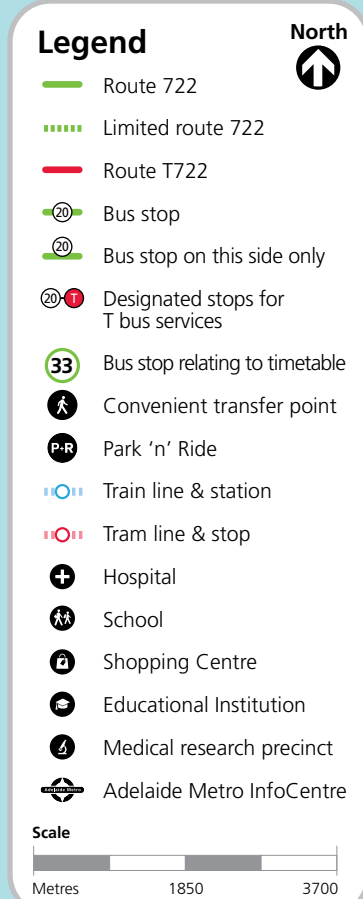 Legend
North
Route 722
Limited route 722
Route T722
20 Bus stop
20 Bus stop on this side only
20 T Designated stops for
T bus services
33 Bus stop relating to timetable
Convenient transfer point
P+R Park ‘n’ Ride
Train line & station
Tram line & stop
Hospital
School
Shopping Centre
Educational Institution
Medical research precinct
Adelaide Metro Adelaide Metro InfoCentre
Scale
Metres 1850 3700